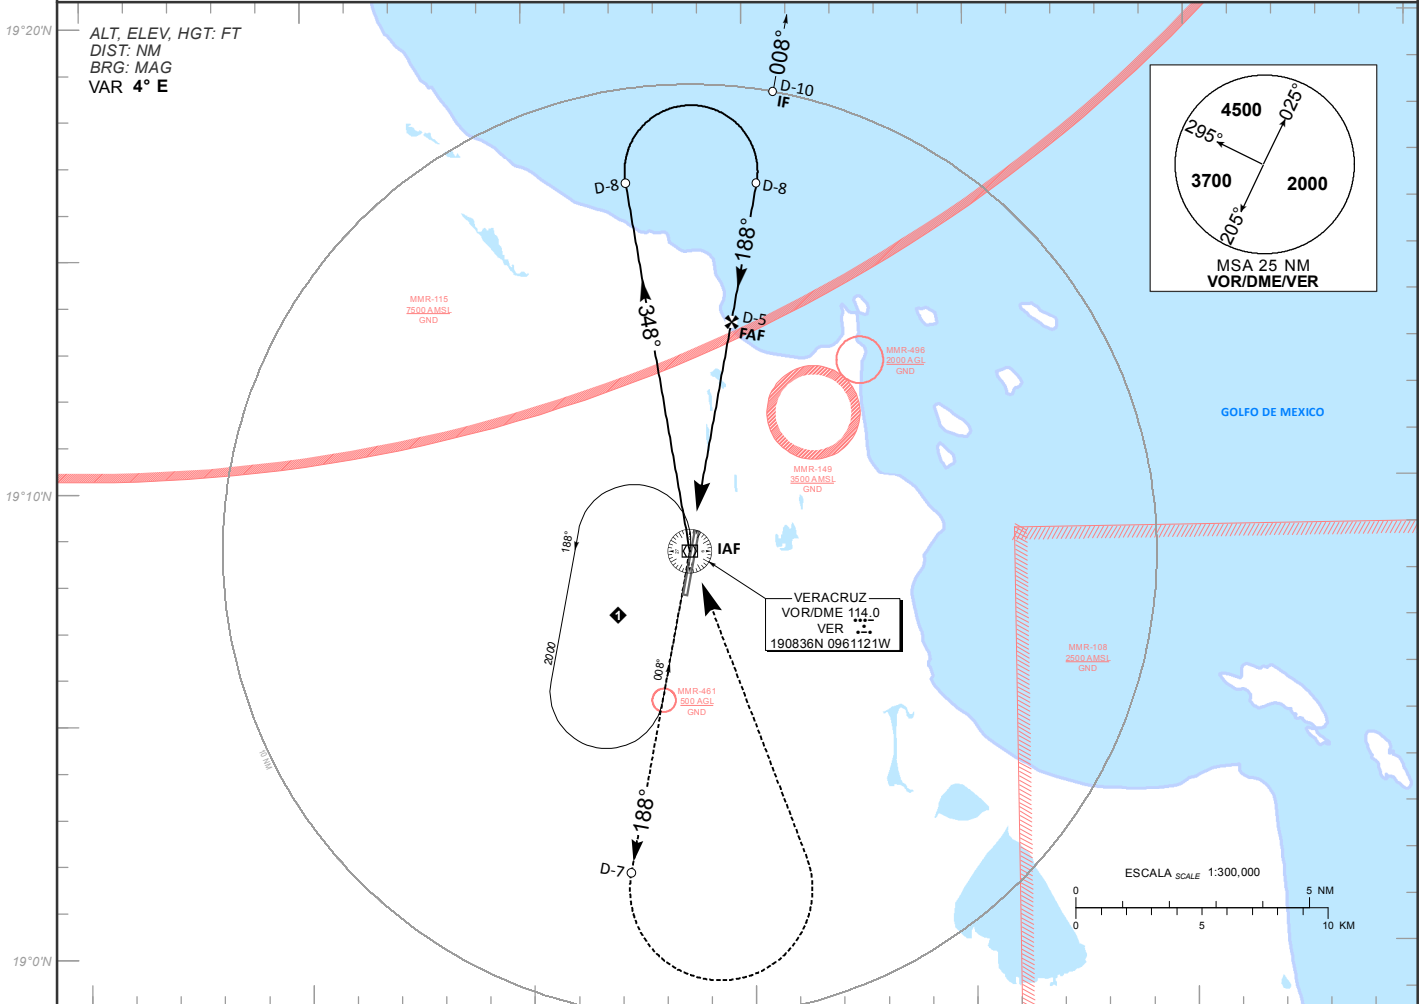 19°20'N
ALT, ELEV, HGT: FT
DIST: NM
BRG: MAG
VAR 4° E
008°
D-10
IF
4500
025°
295°
3700
2000
205°
MSA 25 NM
VOR/DME/VER
D-8
D-8
188°
348°
D-5
FAF
MMR-115
7500 AMSL
GND
MMR-496
2000 AGL
GND
GOLFO DE MEXICO
MMR-149
3500 AMSL
GND
19°10'N
188°
IAF
VERACRUZ
VOR/DME 114.0
VER
190836N 0961121W
1
2000
008°
MMR-461
500 AGL
GND
MMR-108
2500 AMSL
GND
10 NM
188°
D-7
ESCALA SCALE 1:300,000
0 5 NM
0 5 10 KM
19°0'N